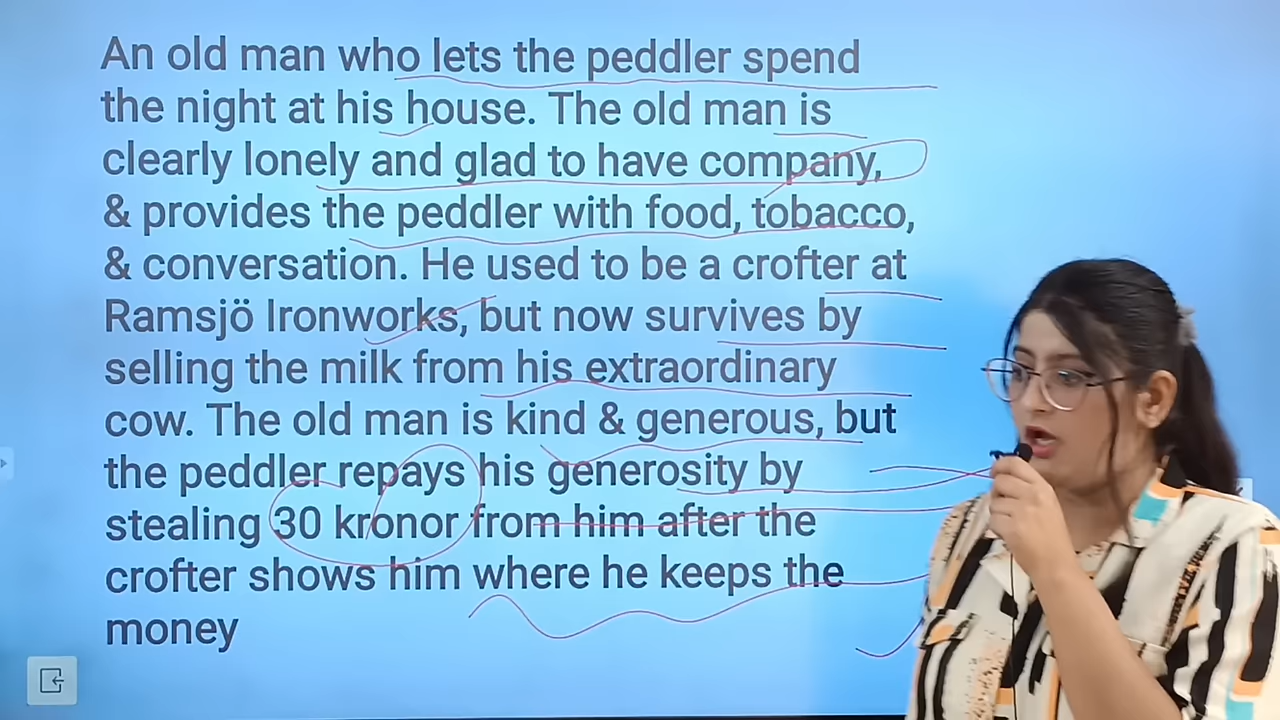 An old man who lets the peddler spend
the night at his house. The old man is
clearly lonely and glad to have company,
& provides the peddler with food, tobacco,
& conversation. He used to be a crofter at
Ramsjö Ironworks, but now survives by
selling the milk from his extraordinary
cow. The old man is kind & generous, but
the peddler repays his generosity by
stealing 30 kronor from him after the
crofter shows him where he keeps the
money